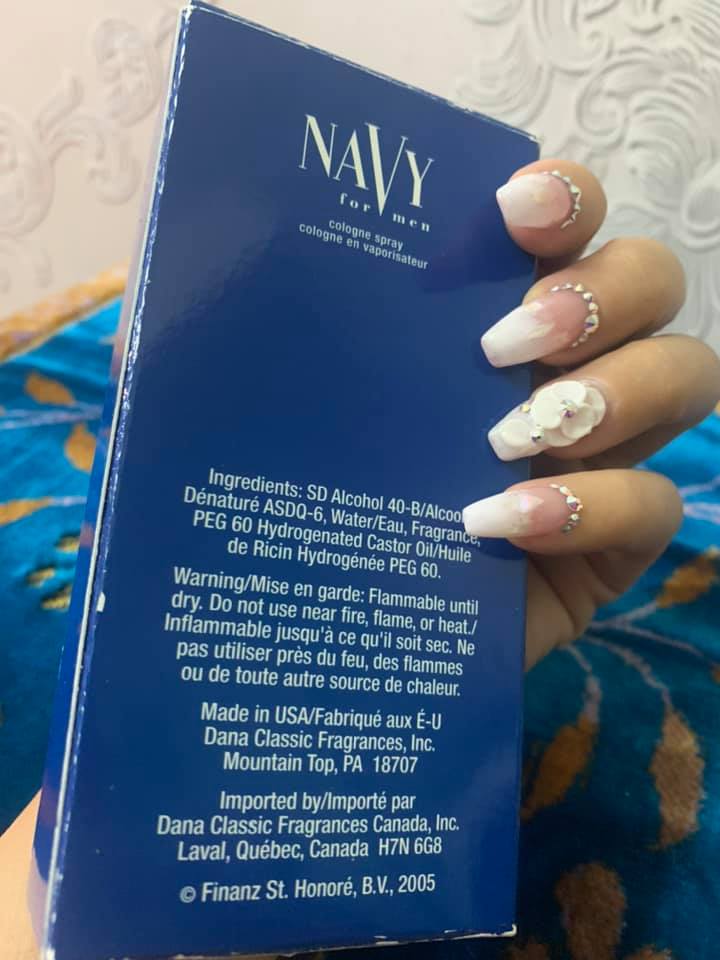 NAVY
for men
cologne spray
cologne en vaporisateur
Ingredients: SD Alcohol 40-B/Alcool
Dénaturé ASDQ-6, Water/Eau, Fragrance,
PEG 60 Hydrogenated Castor Oil/Huile
de Ricin Hydrogénée PEG 60.
Warning/Mise en garde: Flammable until
dry. Do not use near fire, flame, or heat./
Inflammable jusqu'à ce qu'il soit sec. Ne
pas utiliser près du feu, des flammes
ou de toute autre source de chaleur.
Made in USA/Fabriqué aux É-U
Dana Classic Fragrances, Inc.
Mountain Top, PA 18707
Imported by/Importé par
Dana Classic Fragrances Canada, Inc.
Laval, Québec, Canada H7N 6G8
© Finanz St. Honoré, B.V., 2005